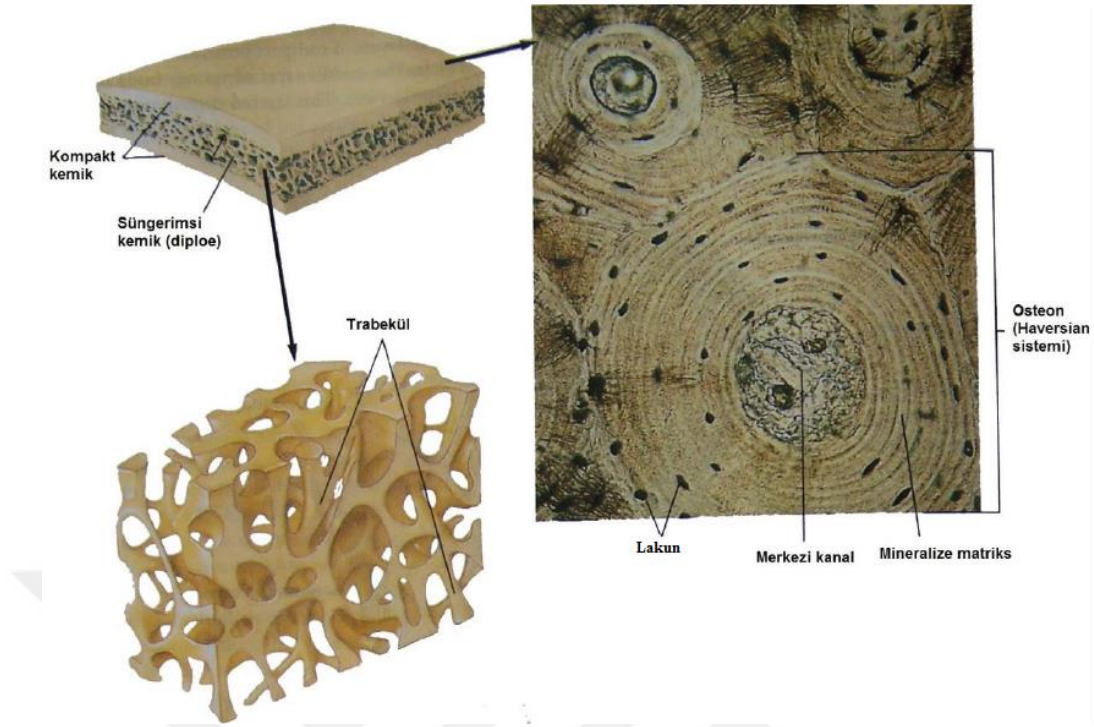 Kompakt
kemik
Süngerimsi
kemik (diploe)
Trabekül
Osteon
(Haversian
sistemi)
Lakun
Merkezi kanal
Mineralize matriks